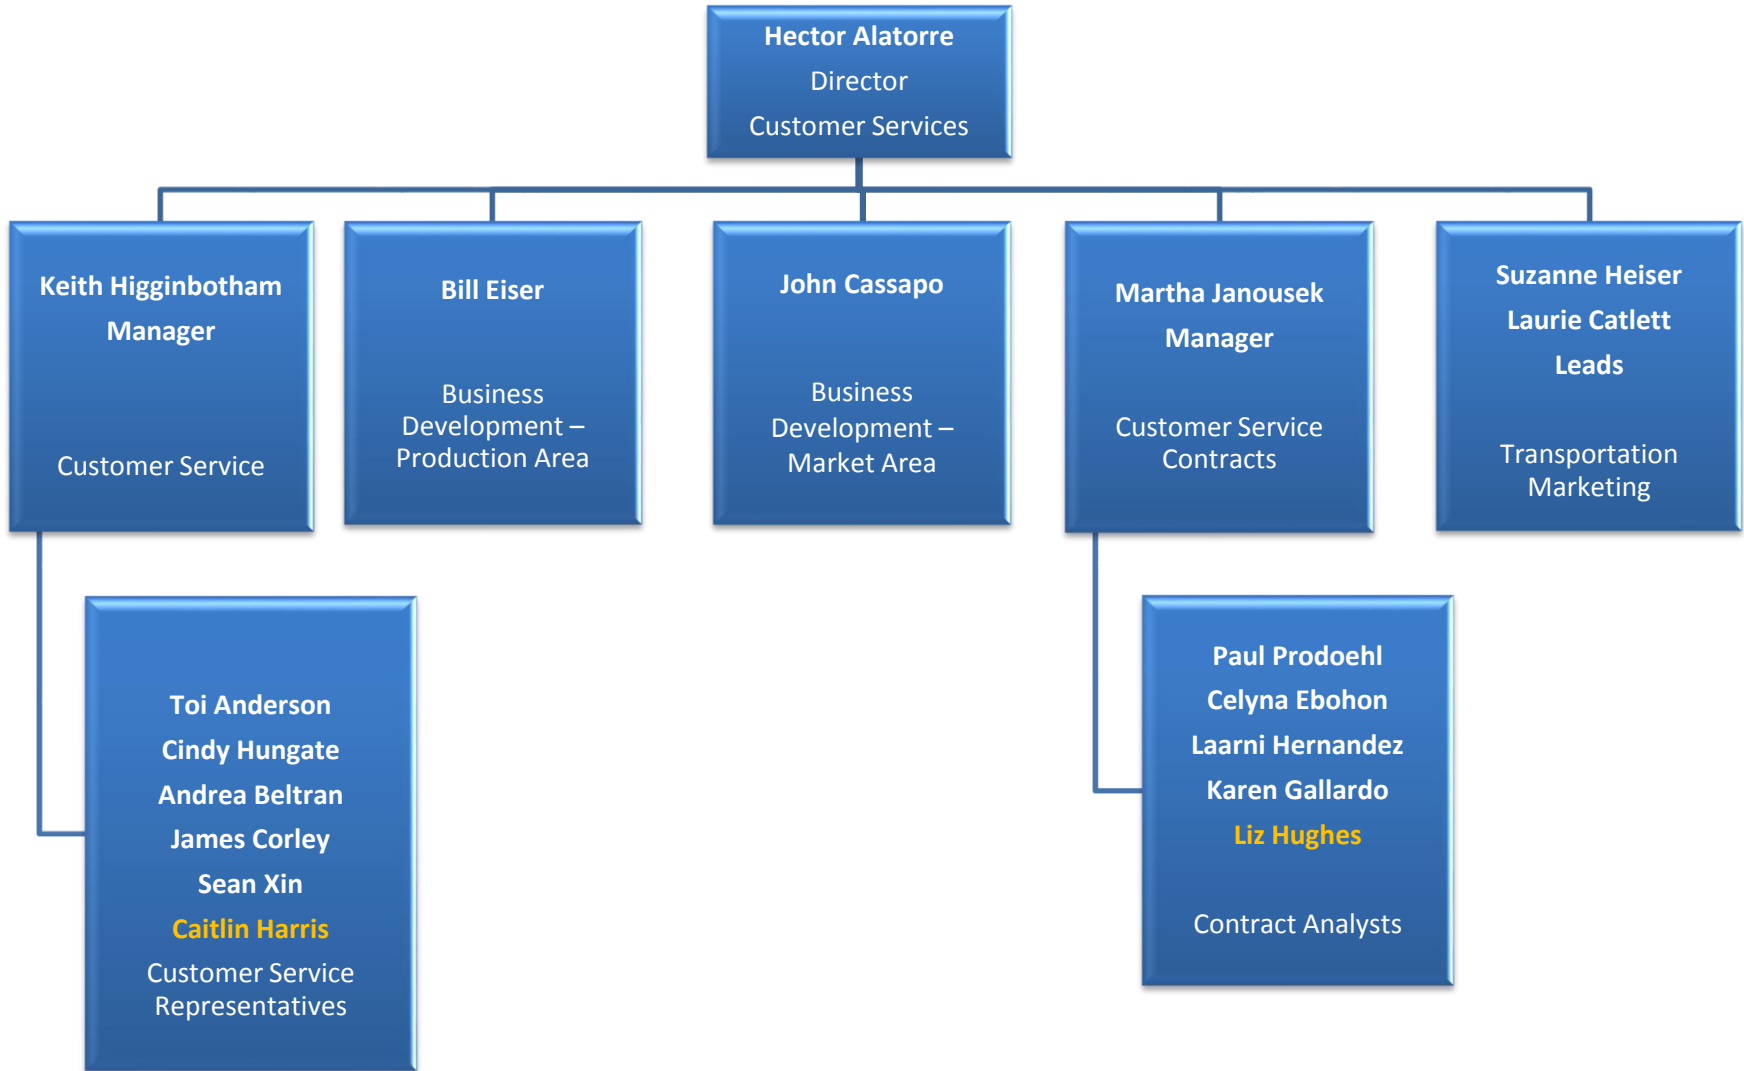 Hector Alatorre
Director
Customer Services
Keith Higginbotham
Manager
Customer Service
Bill Eiser
Business
Development –
Production Area
John Cassapo
Business
Development –
Market Area
Martha Janousek
Manager
Customer Service
Contracts
Suzanne Heiser
Laurie Catlett
Leads
Transportation
Marketing
Toi Anderson
Cindy Hungate
Andrea Beltran
James Corley
Sean Xin
Caitlin Harris
Customer Service
Representatives
Paul Prodoehl
Celyna Ebohon
Laarni Hernandez
Karen Gallardo
Liz Hughes
Contract Analysts